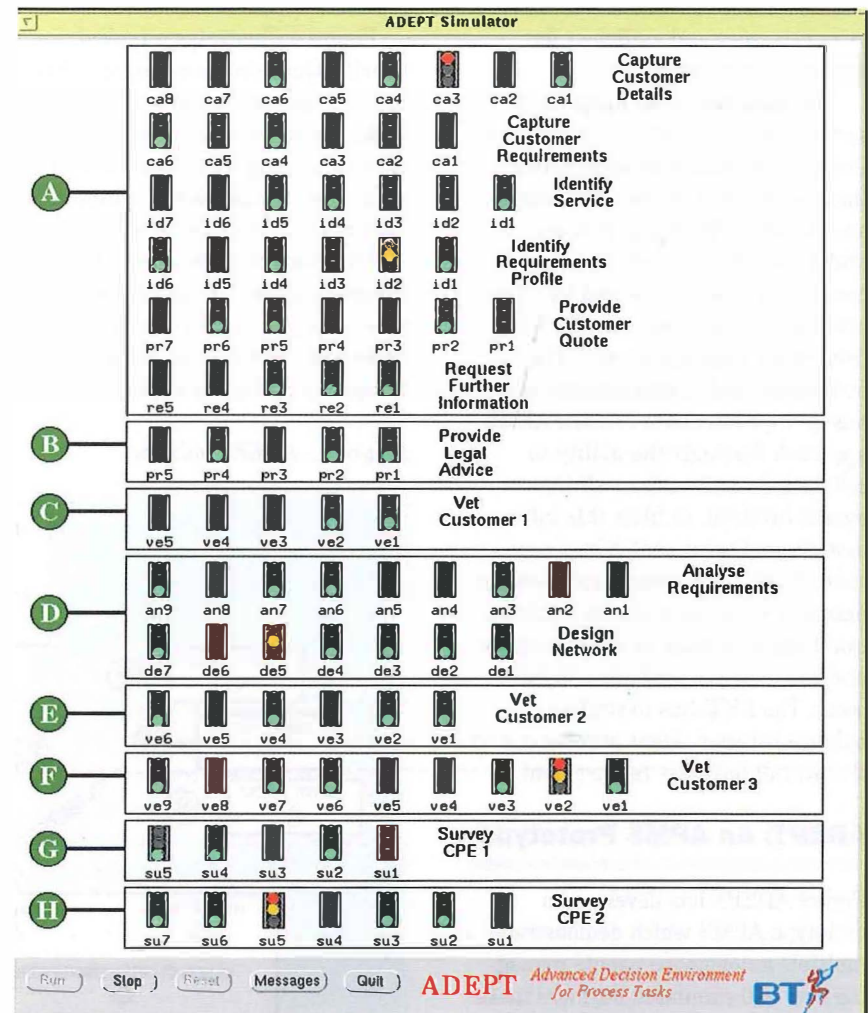 ADEPT Simulator
Capture
Customer
Details
ca8 ca7 ca6 ca5 ca4 ca3 ca2 ca1
Capture
Customer
Requirements
ca6 ca5 ca4 ca3 ca2 ca1
A
Identify
Service
id7 id6 id5 id4 id3 id2 id1
Identify
Requirements
Profile
id6 id5 id4 id3 id2 id1
Provide
Customer
Quote
pr7 pr6 pr5 pr4 pr3 pr2 pr1
Request
Further
Information
re5 re4 re3 re2 re1
B
Provide
Legal
Advice
pr5 pr4 pr3 pr2 pr1
C
Vet
Customer 1
ve5 ve4 ve3 ve2 ve1
D
Analyse
Requirements
an9 an8 an7 an6 an5 an4 an3 an2 an1
Design
Network
de7 de6 de5 de4 de3 de2 de1
E
Vet
Customer 2
ve6 ve5 ve4 ve3 ve2 ve1
F
Vet
Customer 3
ve9 ve8 ve7 ve6 ve5 ve4 ve3 ve2 ve1
G
Survey
CPE 1
su5 su4 su3 su2 su1
H
Survey
CPE 2
su7 su6 su5 su4 su3 su2 su1
Run Stop Reset Messages Quit ADEPT Advanced Decision Environment
for Process Tasks
BT